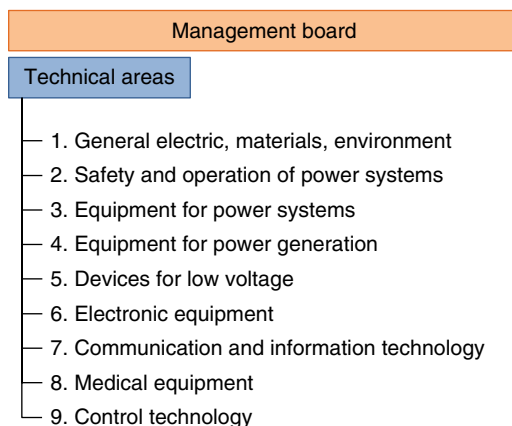 Management board
Technical areas
1. General electric, materials, environment
2. Safety and operation of power systems
3. Equipment for power systems
4. Equipment for power generation
5. Devices for low voltage
6. Electronic equipment
7. Communication and information technology
8. Medical equipment
9. Control technology